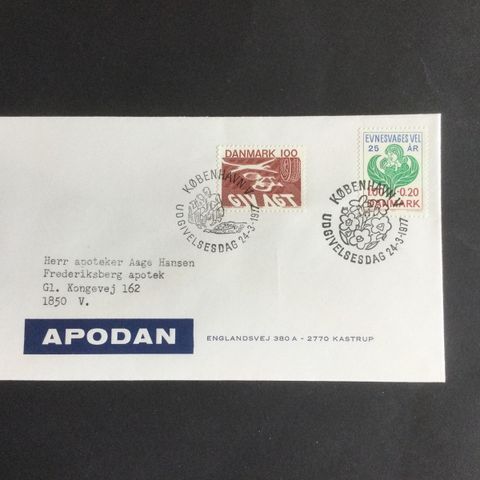 DANMARK 100
GIV AGT
KØBENHAVN
UDGIVELSESDAG 24-3-1977
EVNESVAGES VEL
25 ÅR
1.00 0.20
DANMARK
KØBENHAVN
UDGIVELSESDAG 24-3-1977
Herr apoteker Aage Hansen
Frederiksberg apotek
Gl. Kongevej 162
1850 V.
APODAN
ENGLANDSVEJ 380 A - 2770 KASTRUP